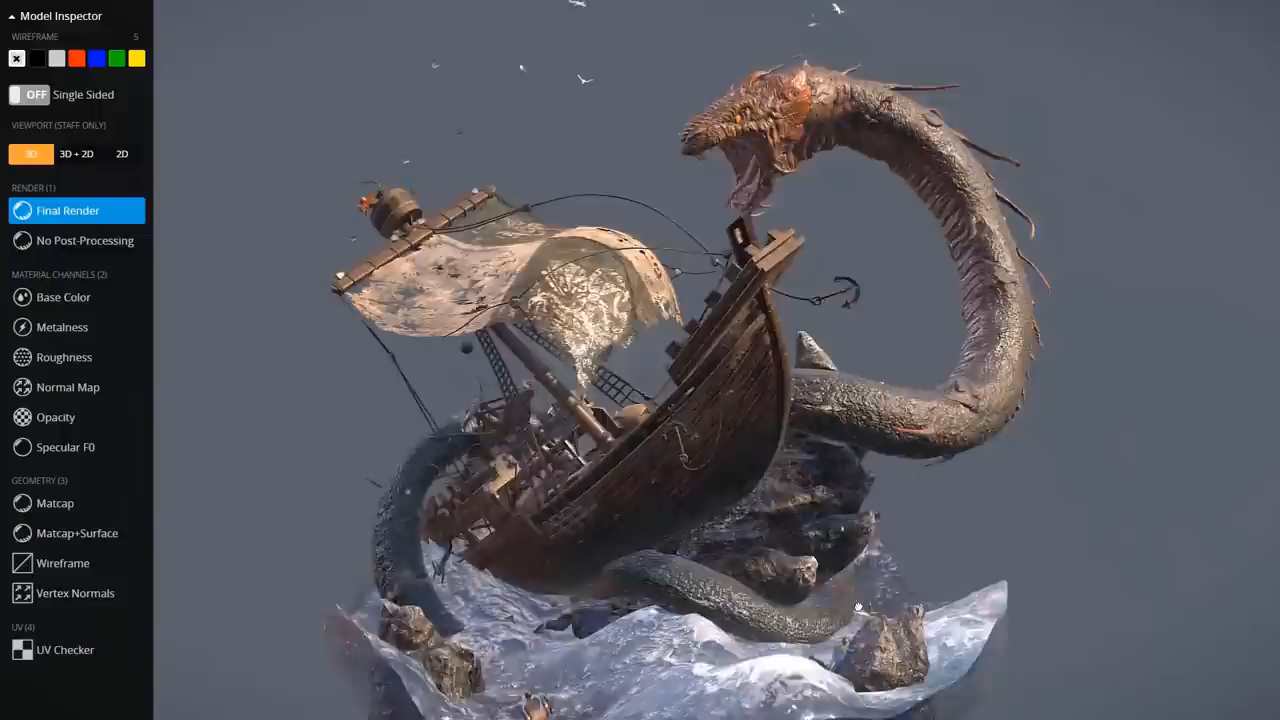 Model Inspector
WIREFRAME 5
OFF Single Sided
VIEWPORT (STAFF ONLY)
3D 3D + 2D 2D
RENDER (1)
Final Render
No Post-Processing
MATERIAL CHANNELS (2)
Base Color
Metalness
Roughness
Normal Map
Opacity
Specular F0
GEOMETRY (3)
Matcap
Matcap+Surface
Wireframe
Vertex Normals
UV (4)
UV Checker